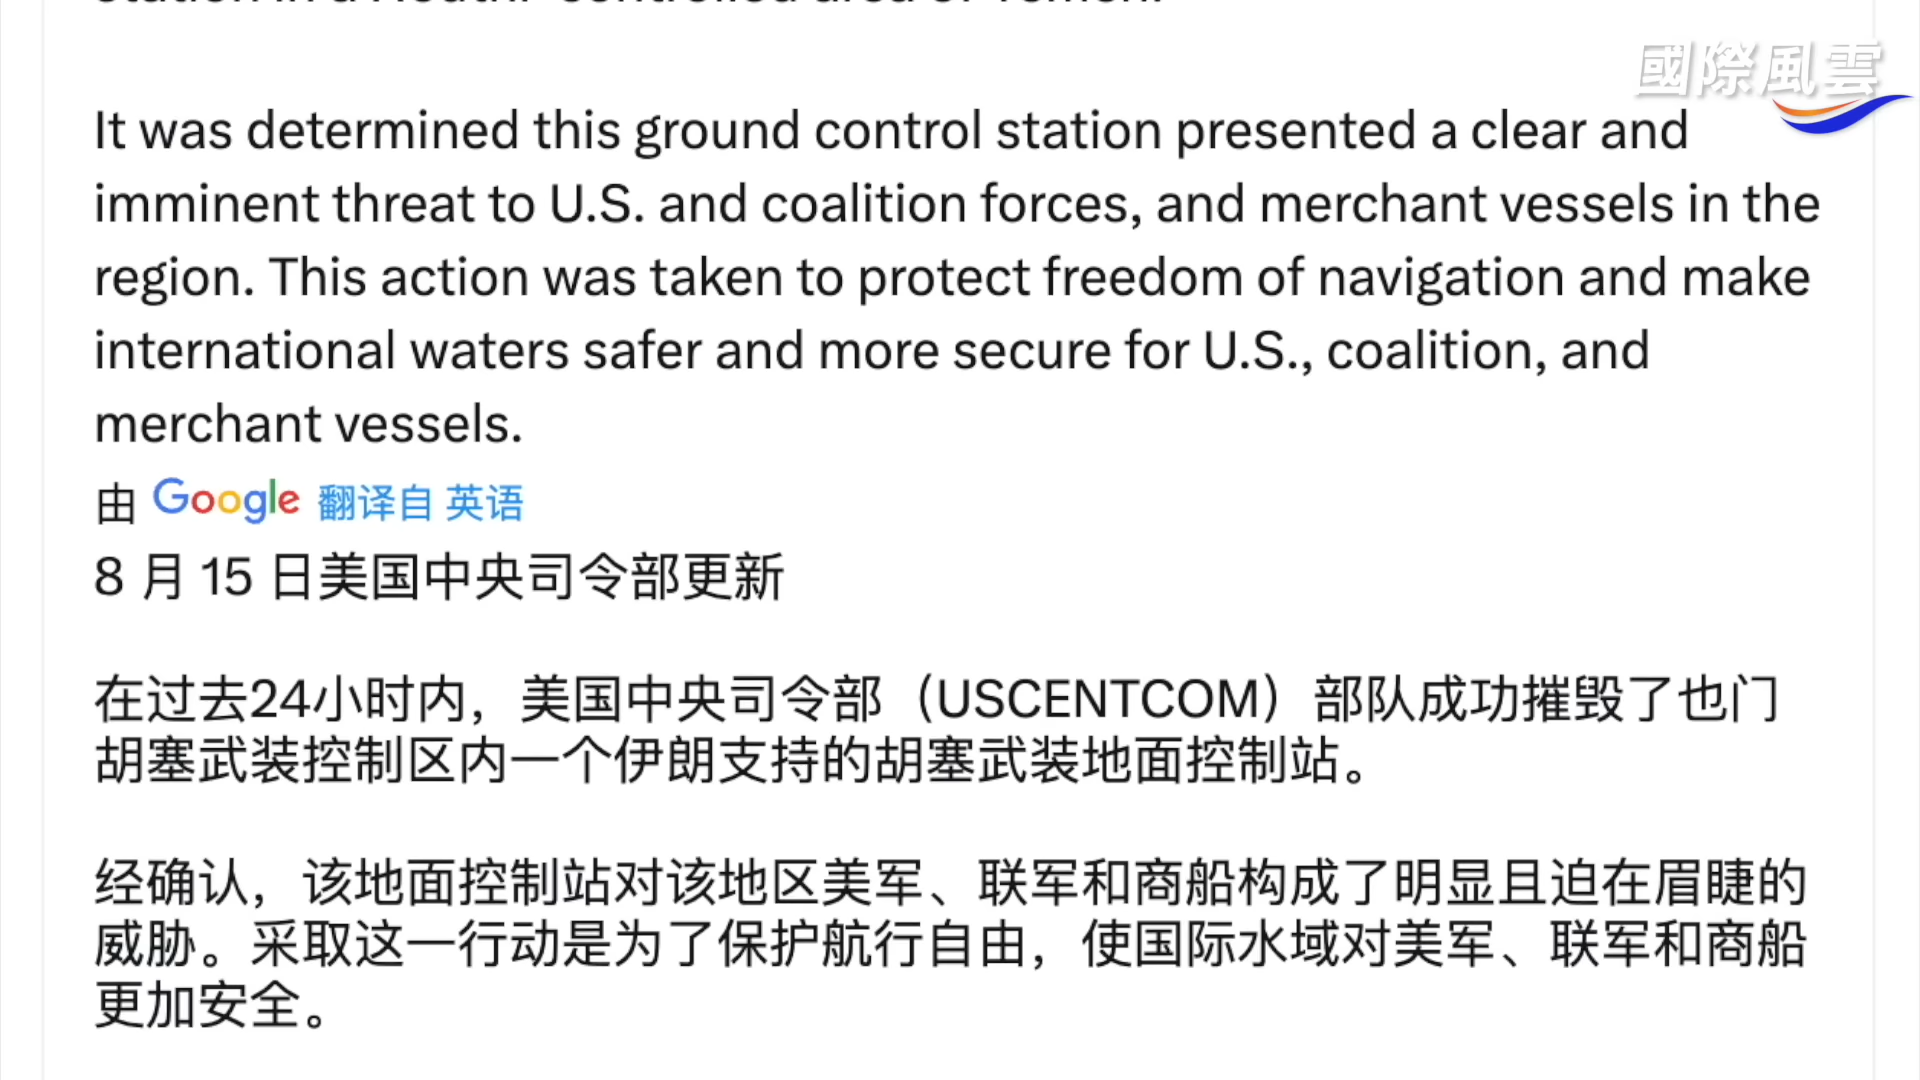 station in a Houthi-controlled area of Yemen.
國際風雲
It was determined this ground control station presented a clear and
imminent threat to U.S. and coalition forces, and merchant vessels in the
region. This action was taken to protect freedom of navigation and make
international waters safer and more secure for U.S., coalition, and
merchant vessels.
由 Google 翻译自 英语
8 月 15 日美国中央司令部更新
在过去24小时内，美国中央司令部（USCENTCOM）部队成功摧毁了也门
胡塞武装控制区内一个伊朗支持的胡塞武装地面控制站。
经确认，该地面控制站对该地区美军、联军和商船构成了明显且迫在眉睫的
威胁。采取这一行动是为了保护航行自由，使国际水域对美军、联军和商船
更加安全。